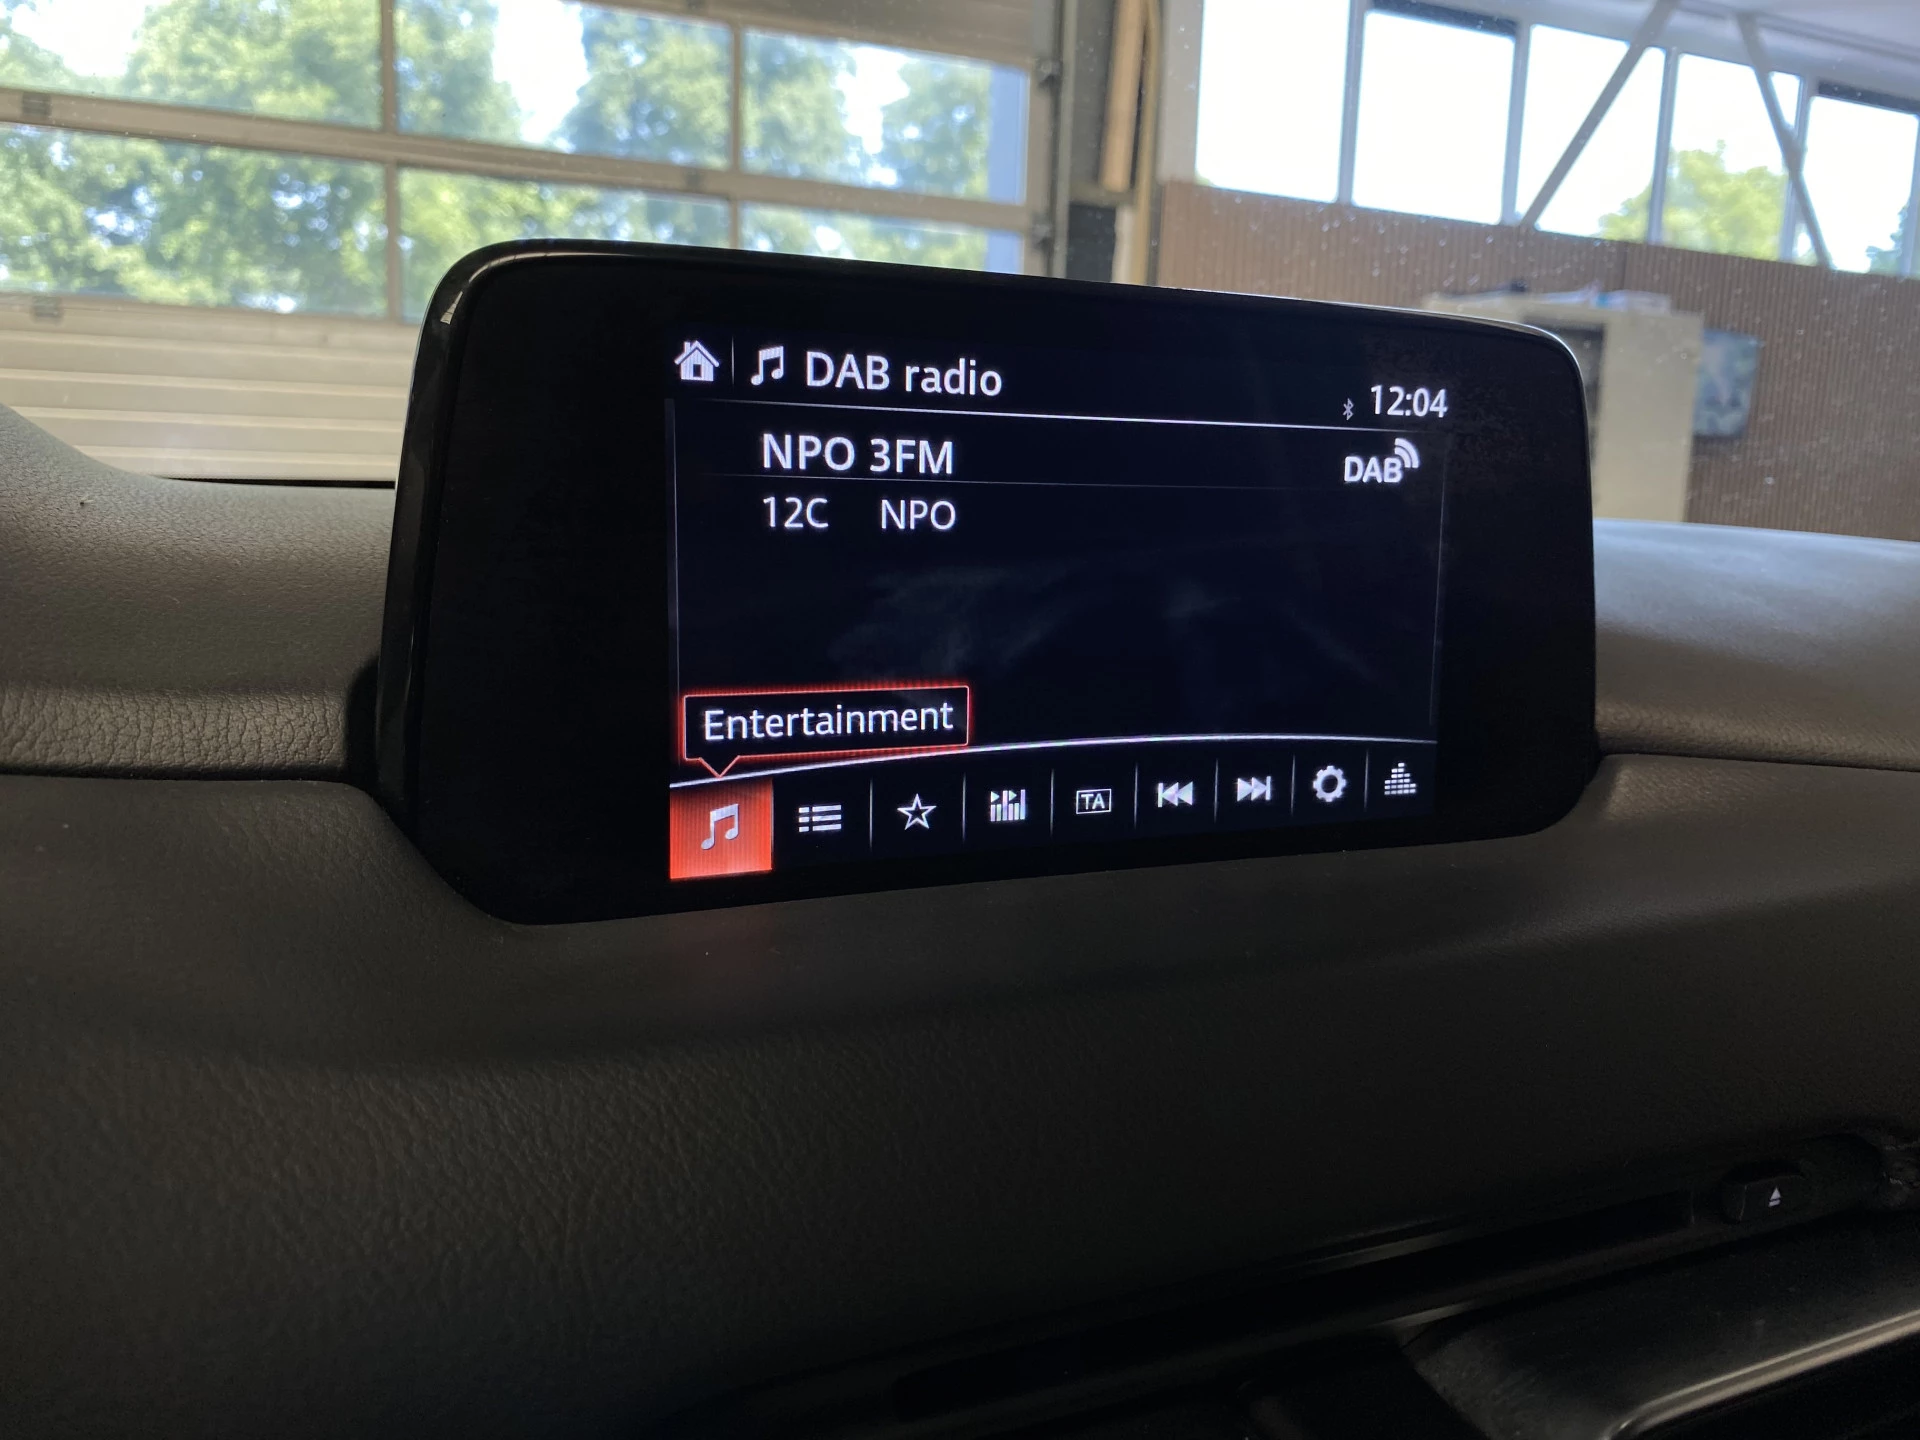 DAB radio
12:04
NPO 3FM
DAB
12C NPO
Entertainment
TA